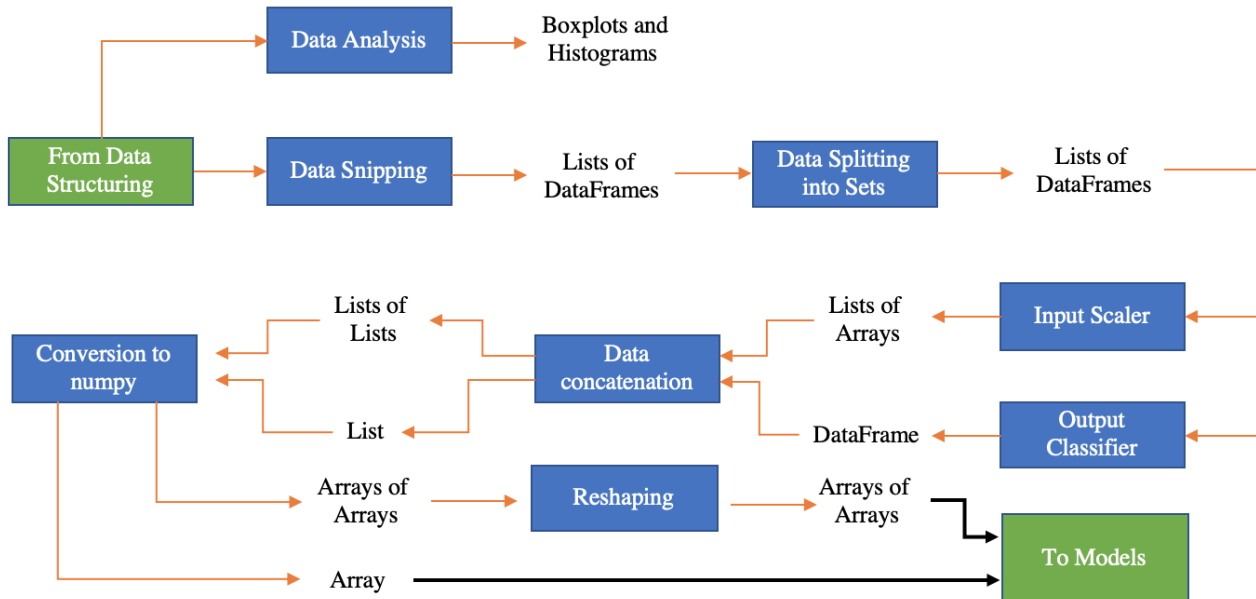 Data Analysis
Boxplots and
Histograms
From Data
Structuring
Data Snipping
Lists of
DataFrames
Data Splitting
into Sets
Lists of
DataFrames
Lists of
Lists
Lists of
Arrays
Input Scaler
Conversion to
numpy
Data
concatenation
List
DataFrame
Output
Classifier
Arrays of
Arrays
Reshaping
Arrays of
Arrays
To Models
Array